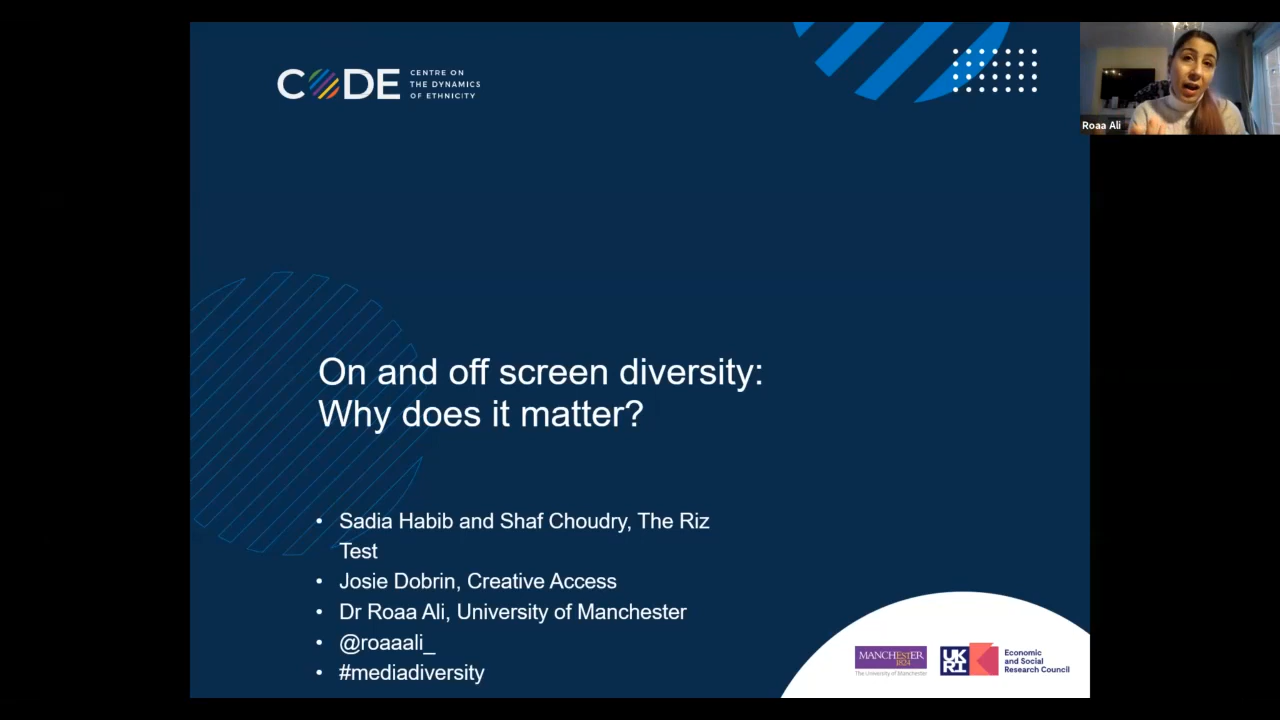 CODE
CENTRE ON
THE DYNAMICS
OF ETHNICITY
Roaa Ali
On and off screen diversity:
Why does it matter?
• Sadia Habib and Shaf Choudry, The Riz
Test
• Josie Dobrin, Creative Access
• Dr Roaa Ali, University of Manchester
• @roaaali_
• #mediadiversity
MANCHESTER
1824
The University of Manchester
UKRI
Economic
and Social
Research Council